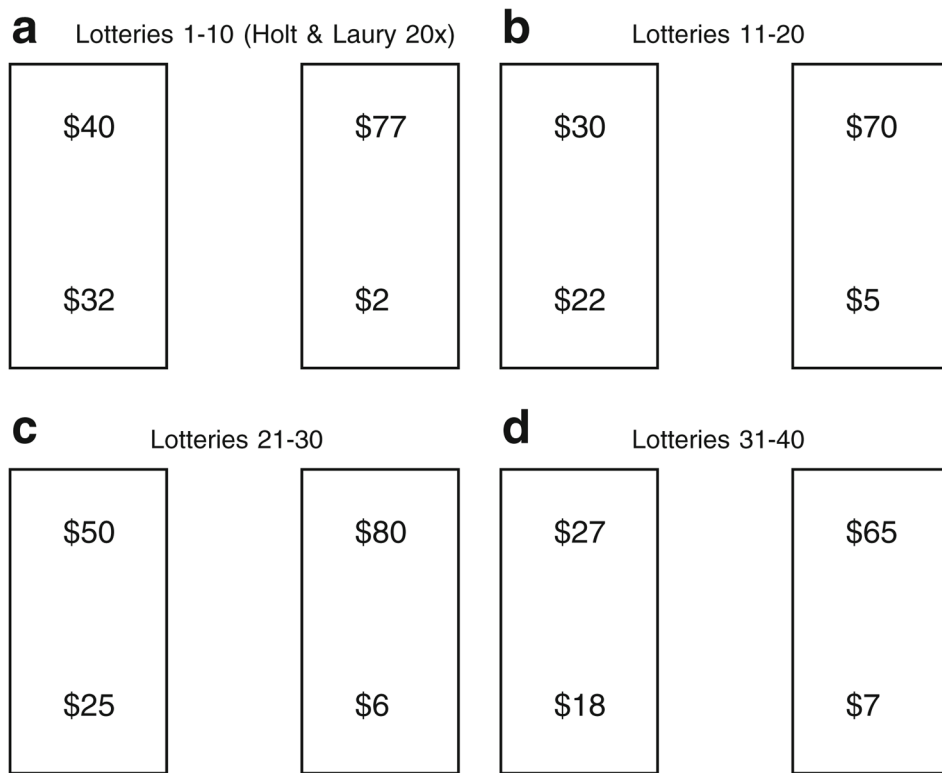 a Lotteries 1-10 (Holt & Laury 20x)
$40 $77
$32 $2
b Lotteries 11-20
$30 $70
$22 $5
c Lotteries 21-30
$50 $80
$25 $6
d Lotteries 31-40
$27 $65
$18 $7